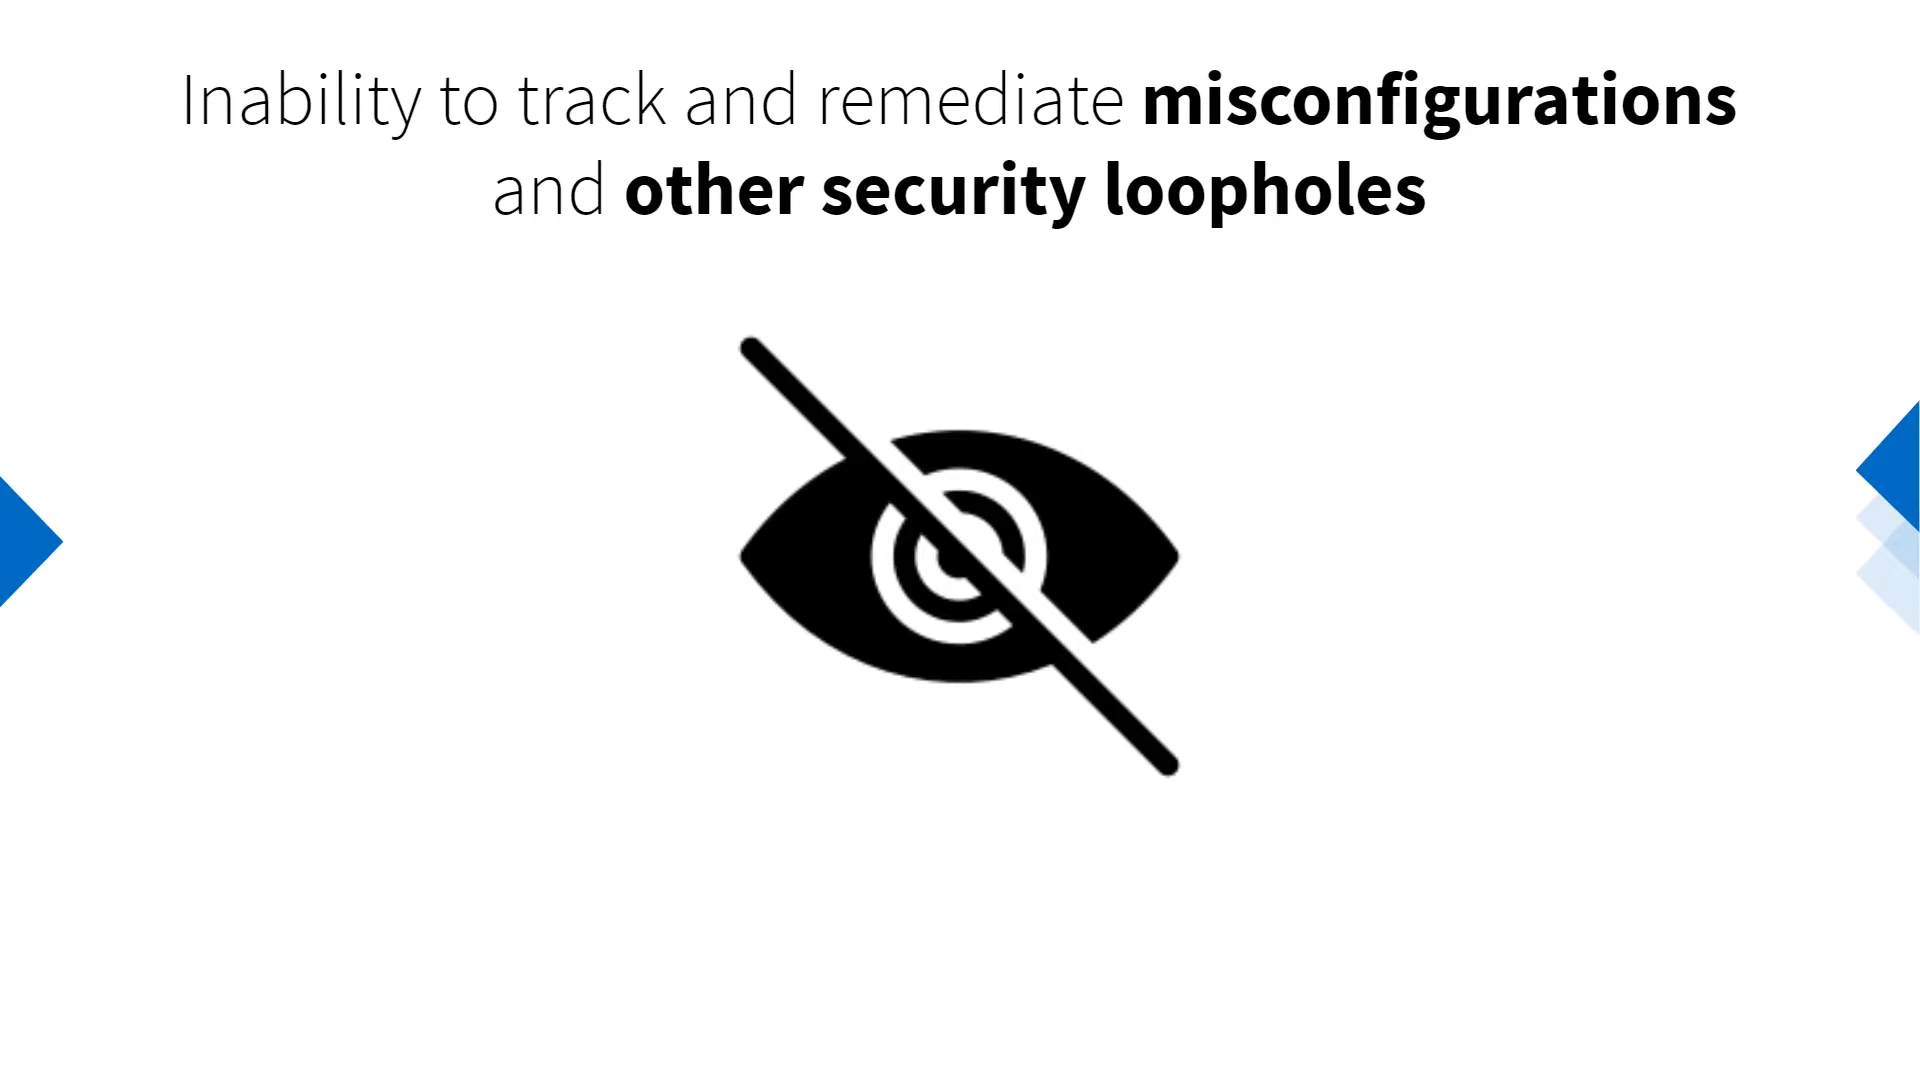 Inability to track and remediate misconfigurations
and other security loopholes